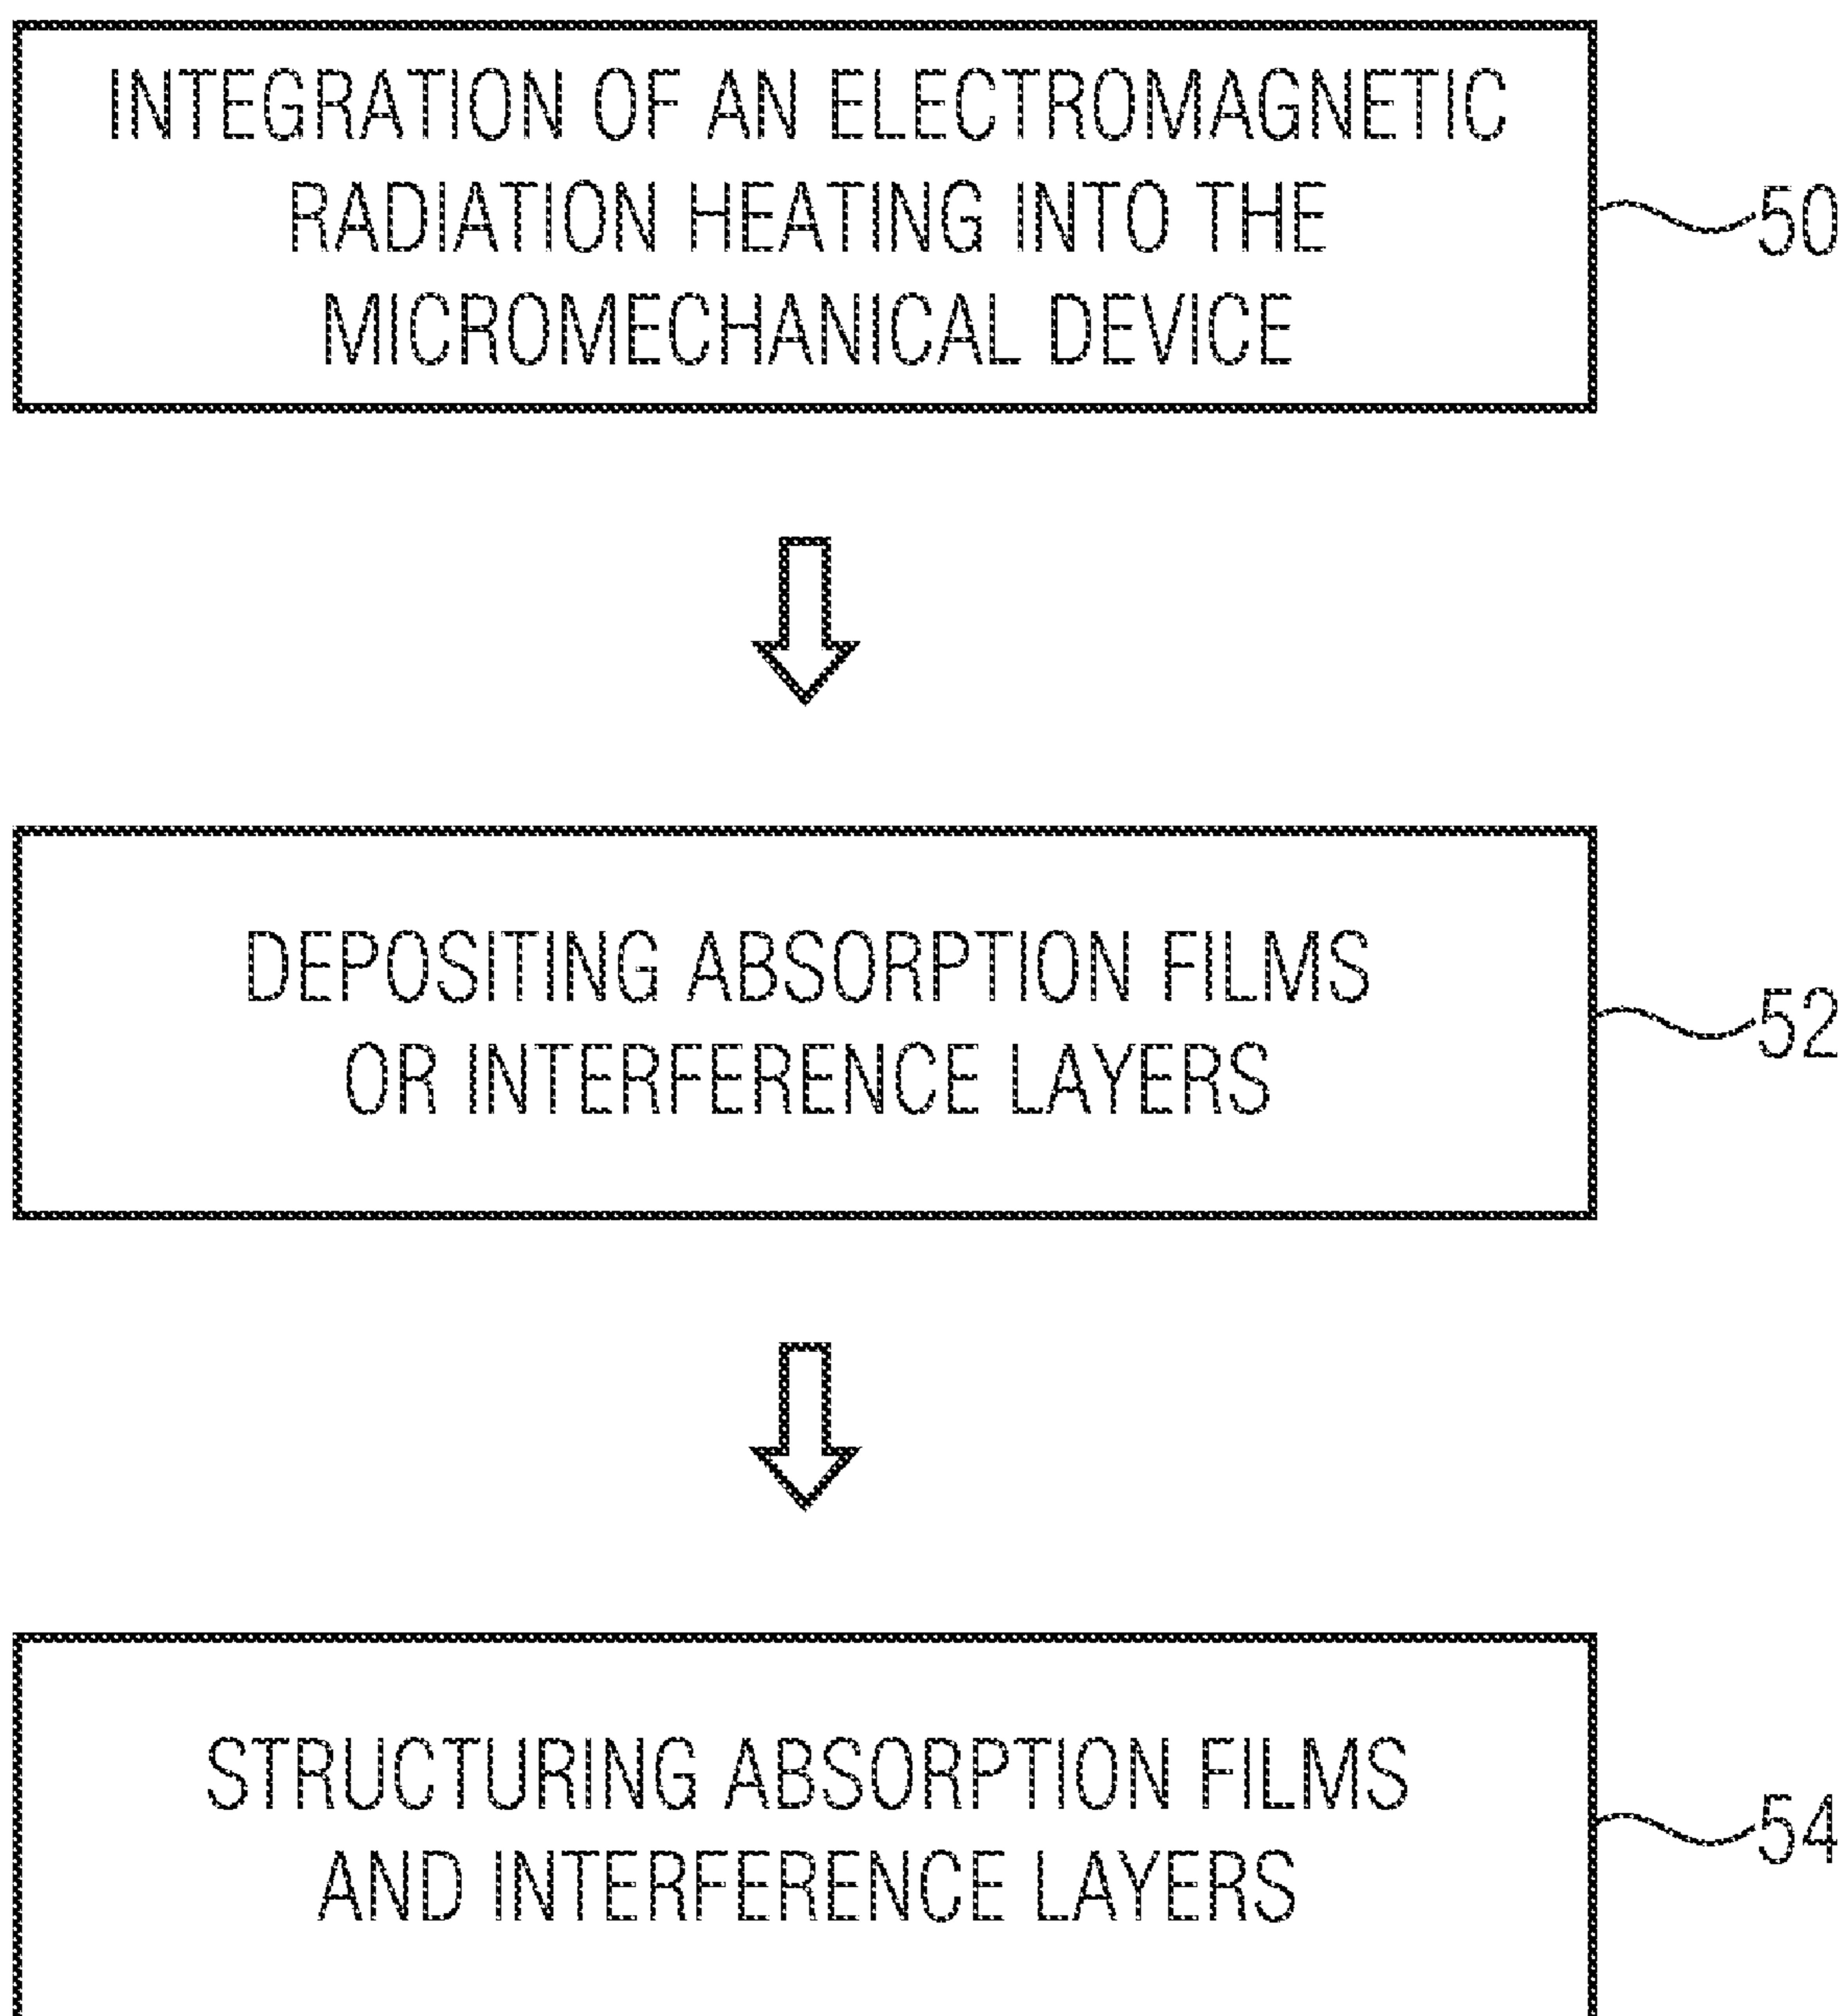 INTEGRATION OF AN ELECTROMAGNETIC
RADIATION HEATING INTO THE
MICROMECHANICAL DEVICE
50
DEPOSITING ABSORPTION FILMS
OR INTERFERENCE LAYERS
52
STRUCTURING ABSORPTION FILMS
AND INTERFERENCE LAYERS
54